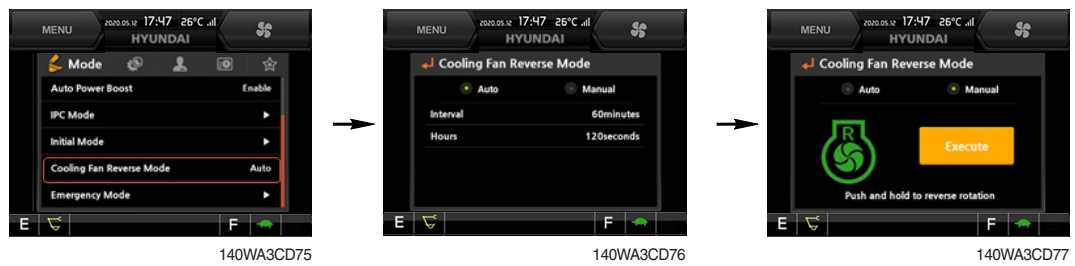 MENU 2020.05.12 17:47 26°C
HYUNDAI
Mode
Auto Power Boost Enable
IPC Mode
Initial Mode
Cooling Fan Reverse Mode Auto
Emergency Mode
E F
140WA3CD75
MENU 2020.05.12 17:47 26°C
HYUNDAI
Cooling Fan Reverse Mode
Auto Manual
Interval 60minutes
Hours 120seconds
E F
140WA3CD76
MENU 2020.05.12 17:47 26°C
HYUNDAI
Cooling Fan Reverse Mode
Auto Manual
R
Execute
Push and hold to reverse rotation
E F
140WA3CD77